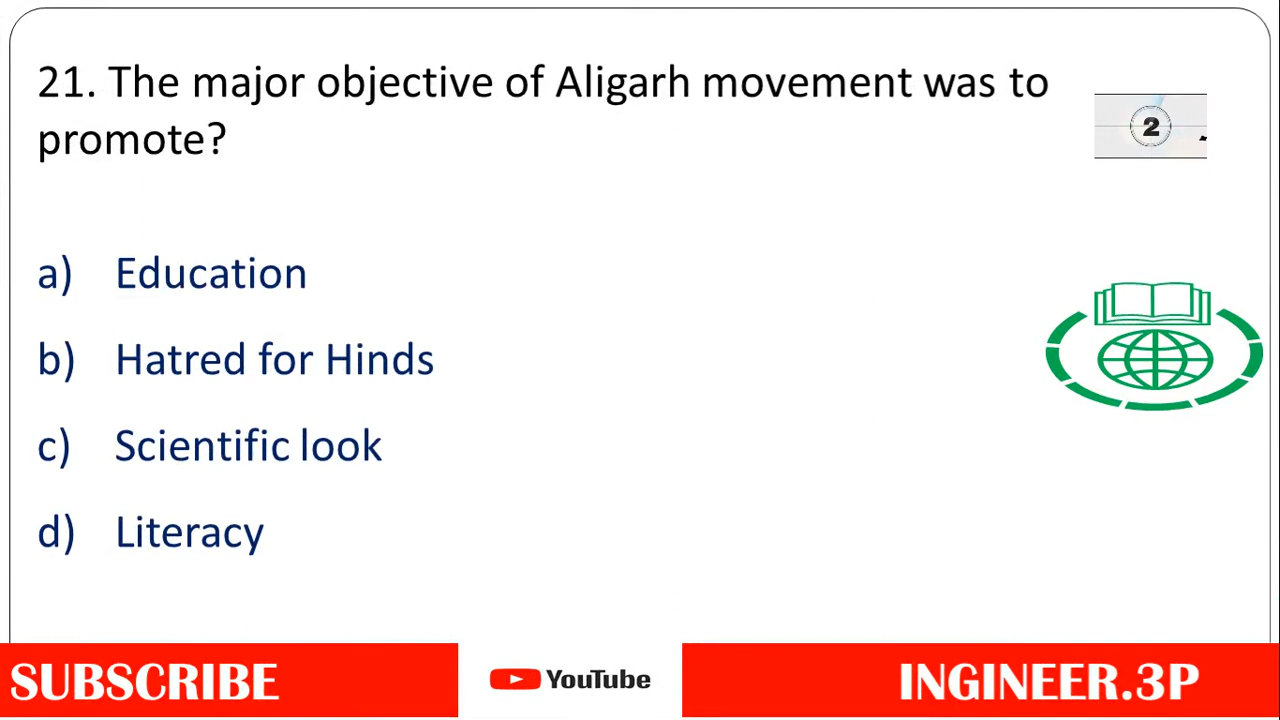 21. The major objective of Aligarh movement was to
promote?
2
a) Education
b) Hatred for Hinds
c) Scientific look
d) Literacy
SUBSCRIBE YouTube INGINEER.3P